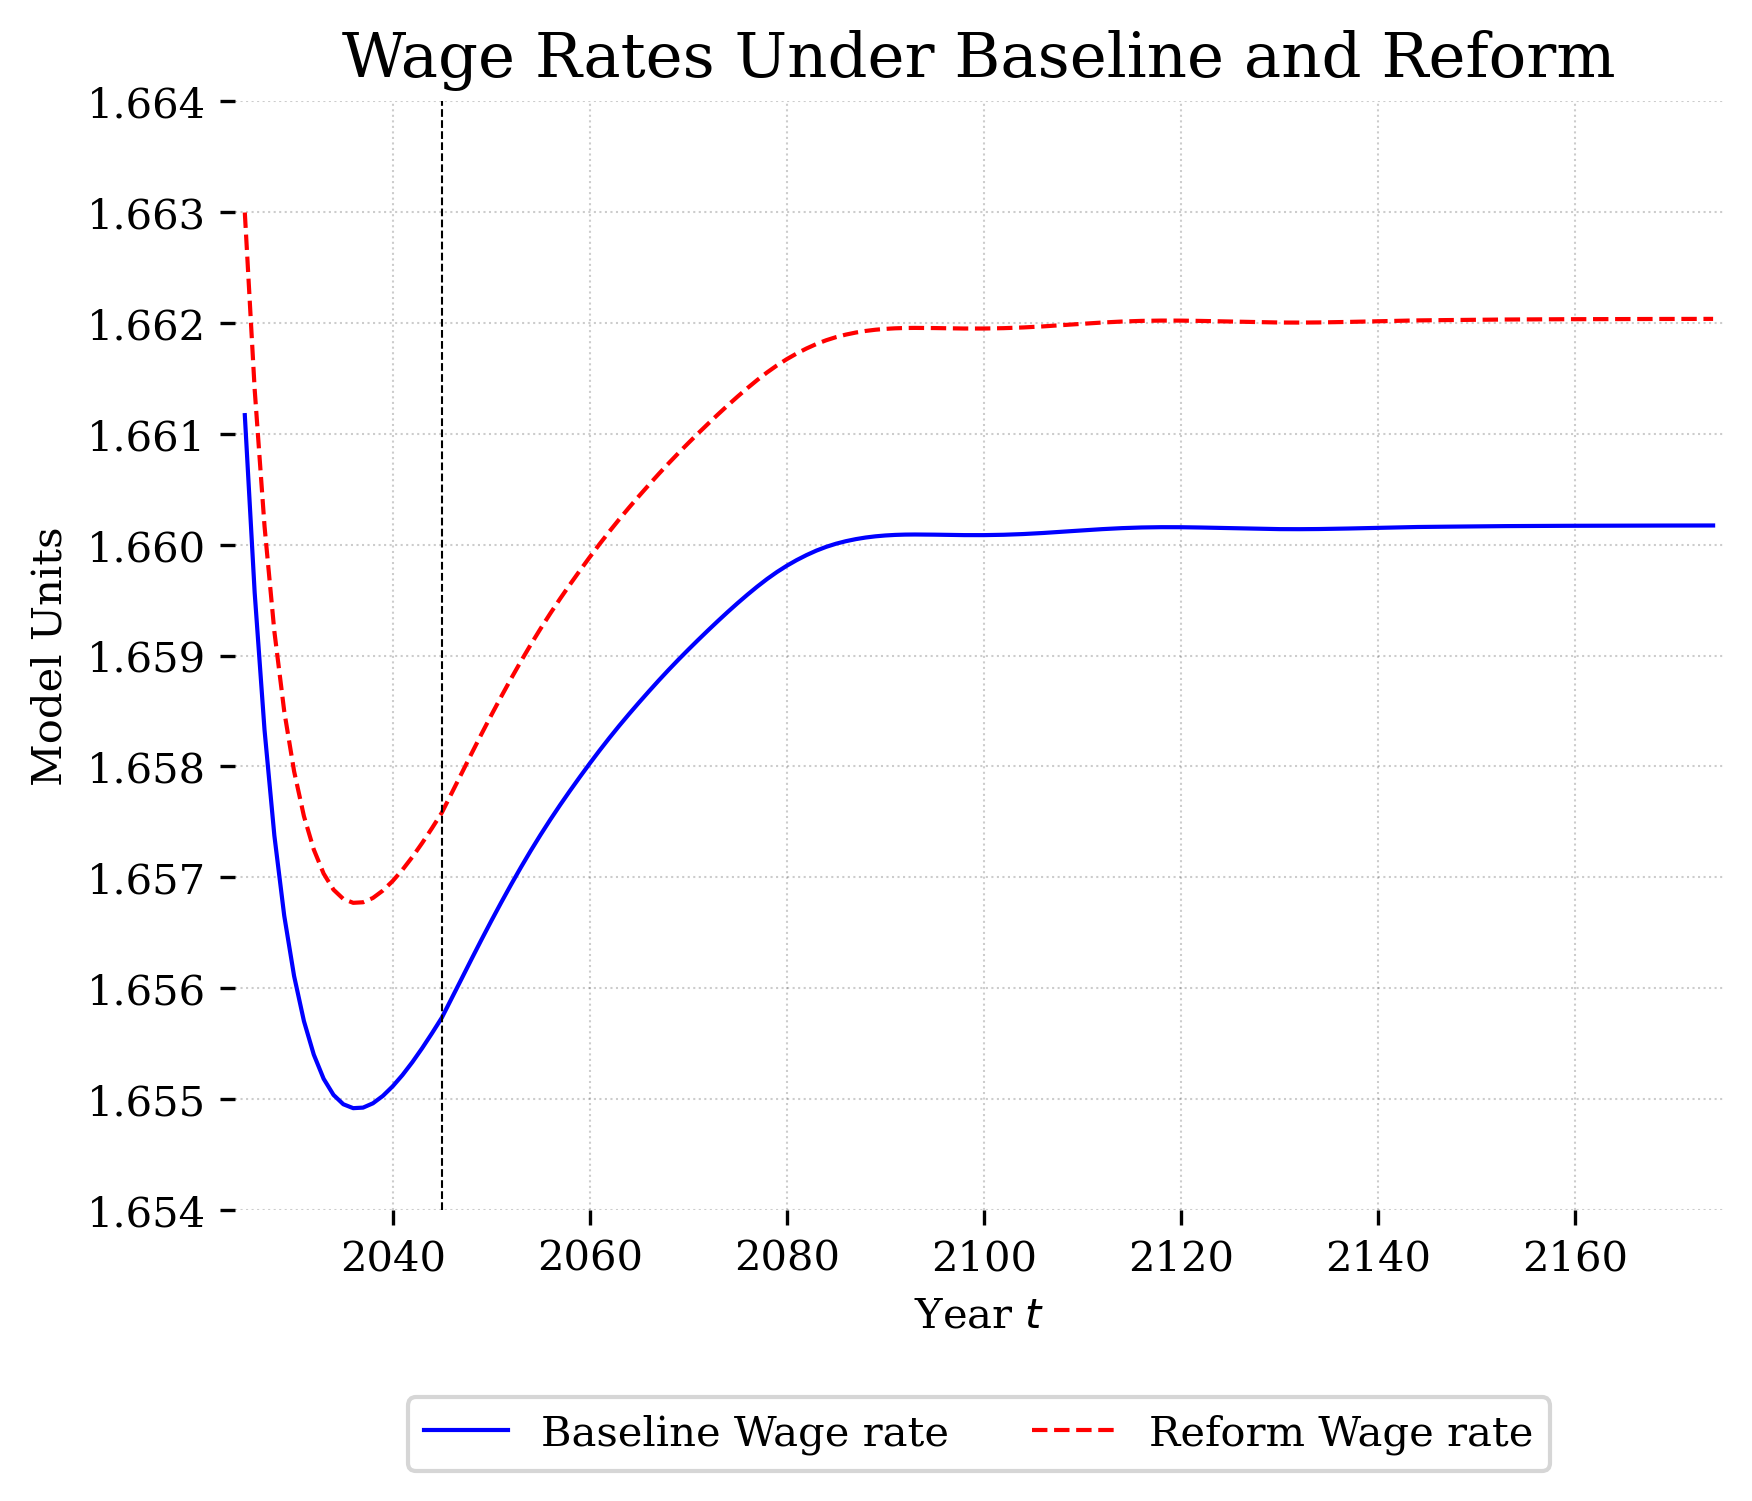 Wage Rates Under Baseline and Reform
1.664
1.663
1.662
1.661
1.660
1.659
1.658
1.657
1.656
1.655
1.654
Model Units
2040 2060 2080 2100 2120 2140 2160
Year t
Baseline Wage rate Reform Wage rate